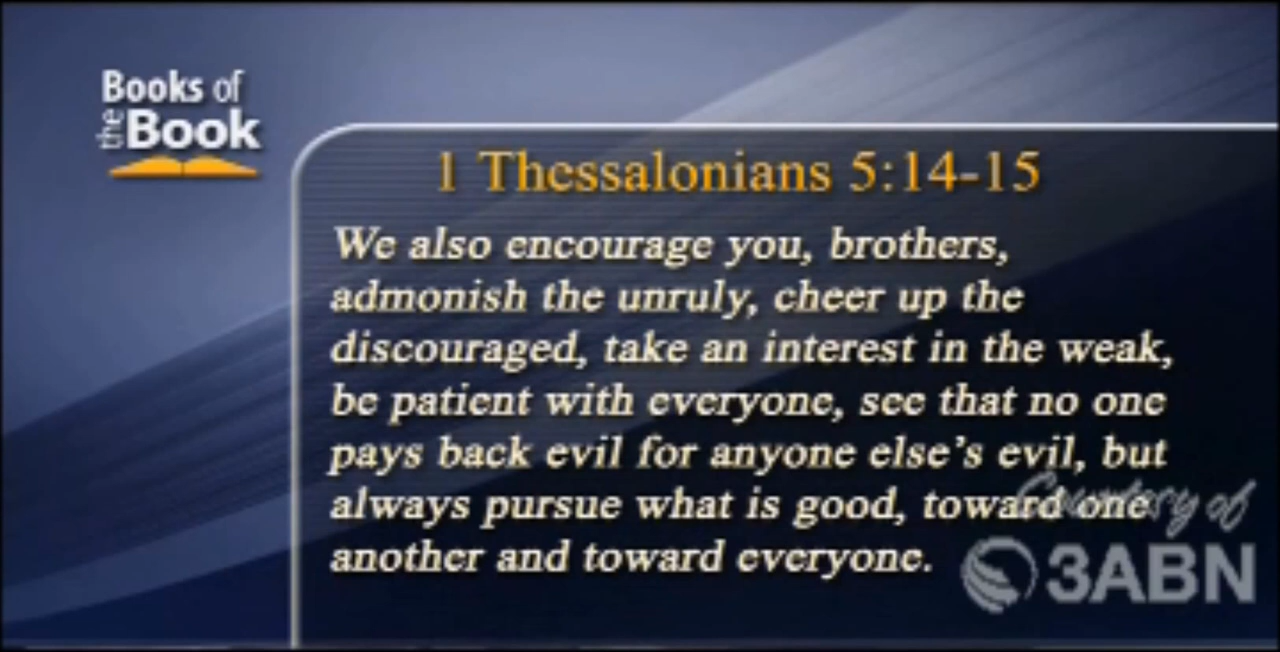 Books of
the Book
1 Thessalonians 5:14-15
We also encourage you, brothers,
admonish the unruly, cheer up the
discouraged, take an interest in the weak,
be patient with everyone, see that no one
pays back evil for anyone else's evil, but
always pursue what is good, toward one
another and toward everyone.
Courtesy of
3ABN